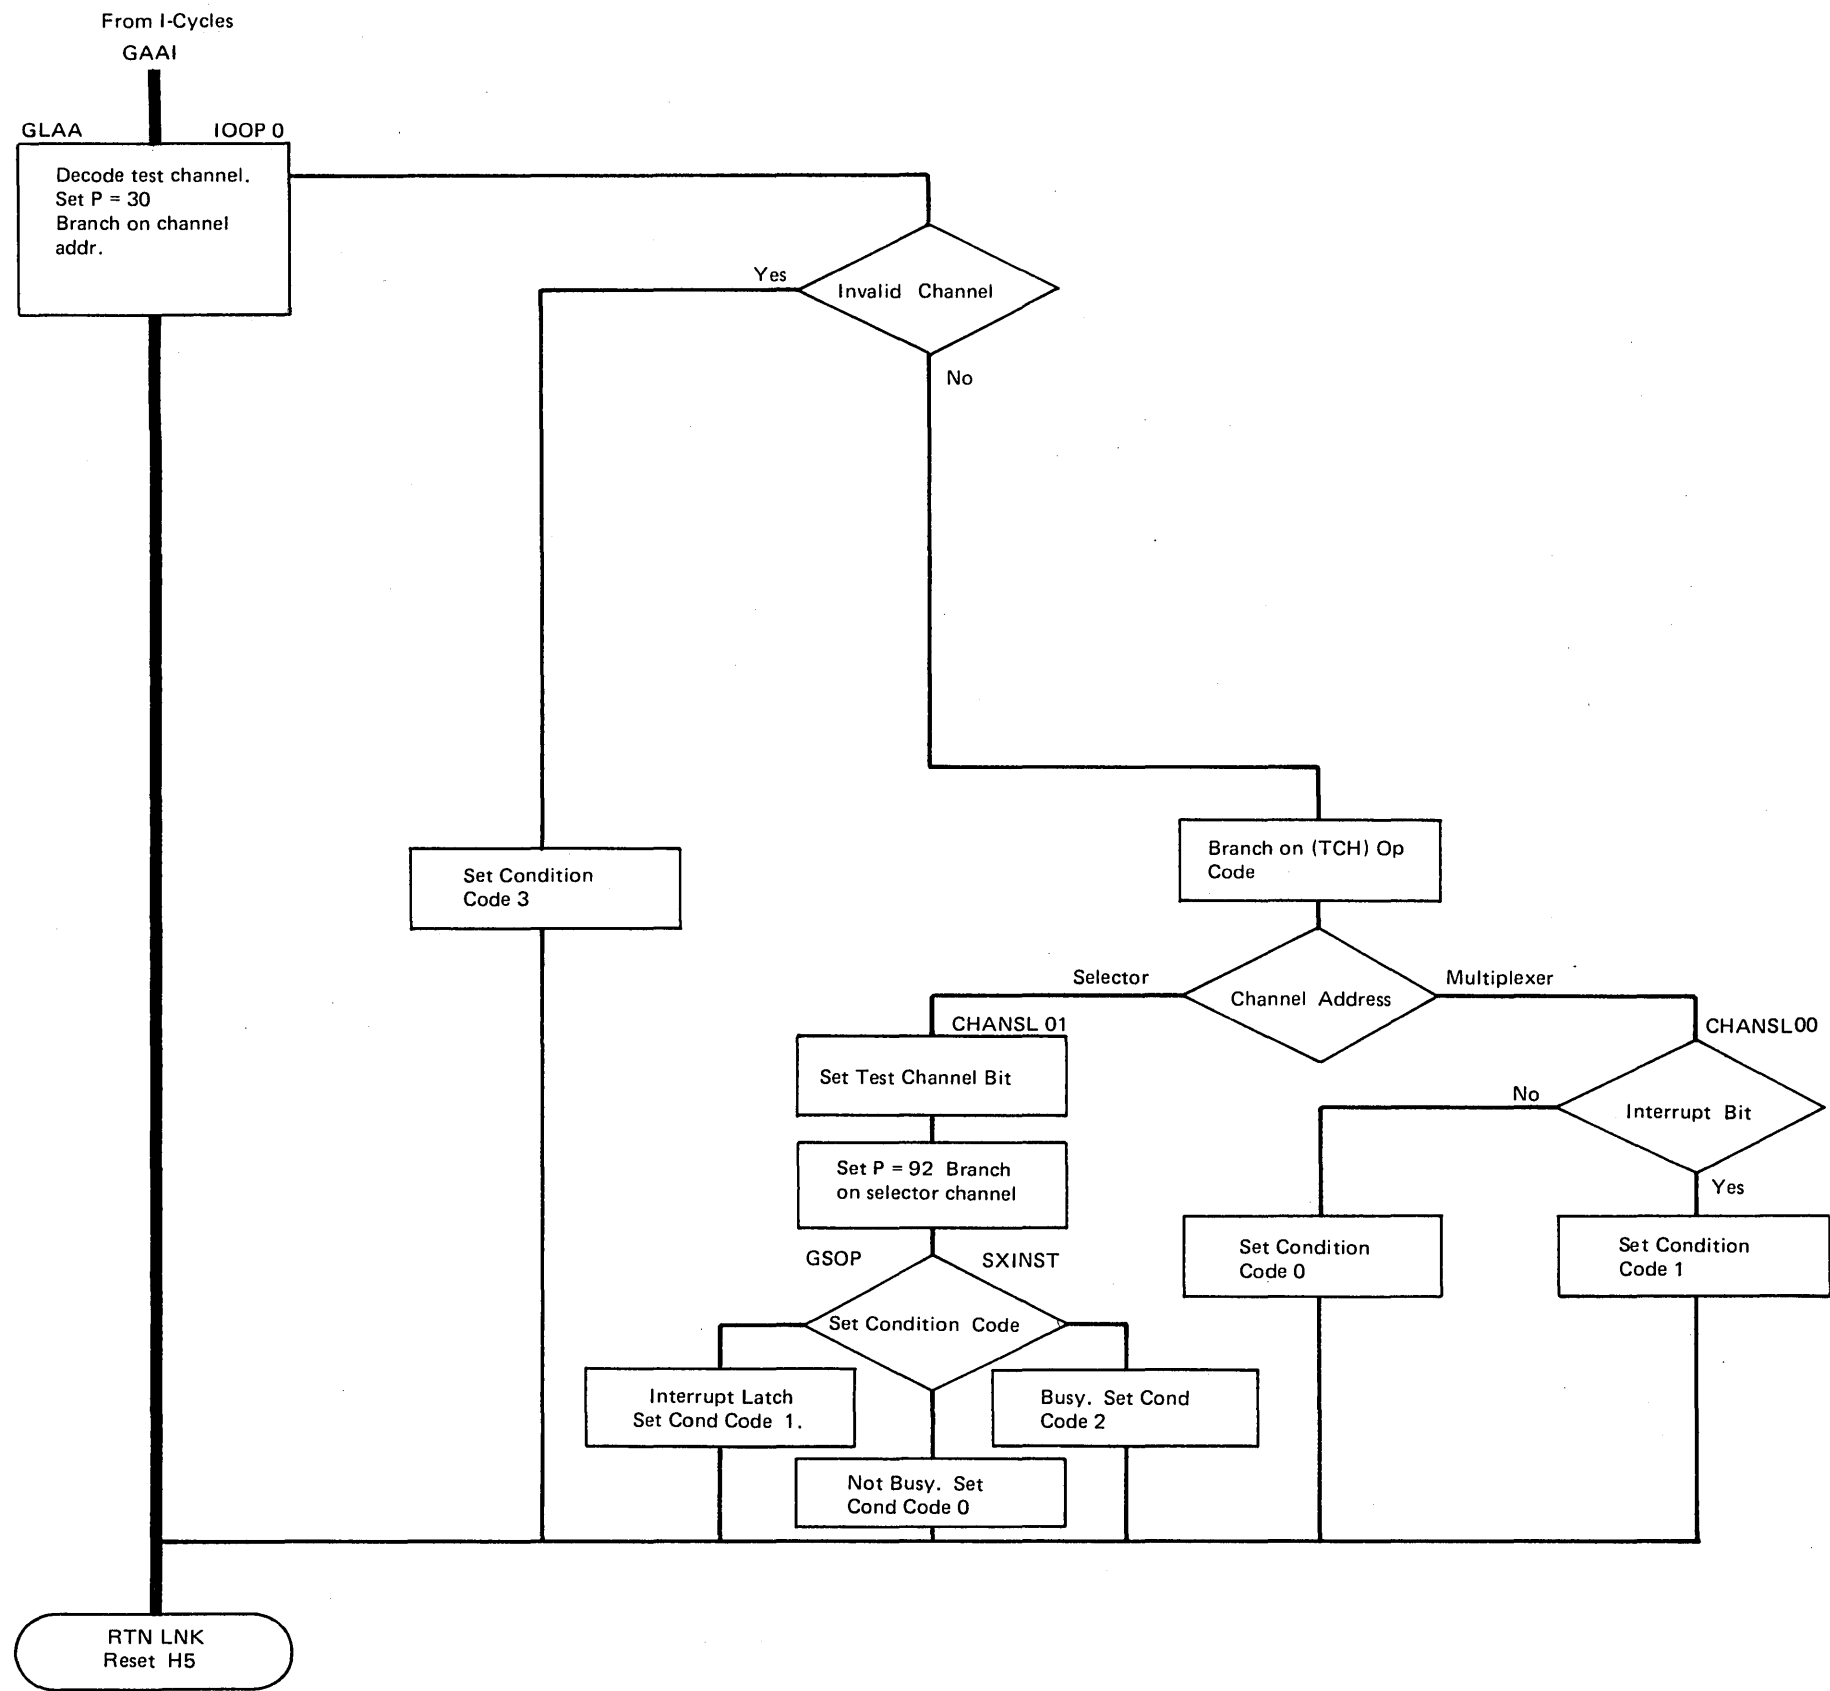 From I-Cycles
GAAI
GLAA IOOP 0
Decode test channel.
Set P = 30
Branch on channel
addr.
Yes
Invalid Channel
No
Branch on (TCH) Op
Code
Set Condition
Code 3
Selector
Channel Address
Multiplexer
CHANSL 01
CHANSL00
Set Test Channel Bit
No
Interrupt Bit
Yes
Set P = 92 Branch
on selector channel
GSOP SXINST
Set Condition
Code 0
Set Condition
Code 1
Set Condition Code
Interrupt Latch
Set Cond Code 1.
Busy. Set Cond
Code 2
Not Busy. Set
Cond Code 0
RTN LNK
Reset H5